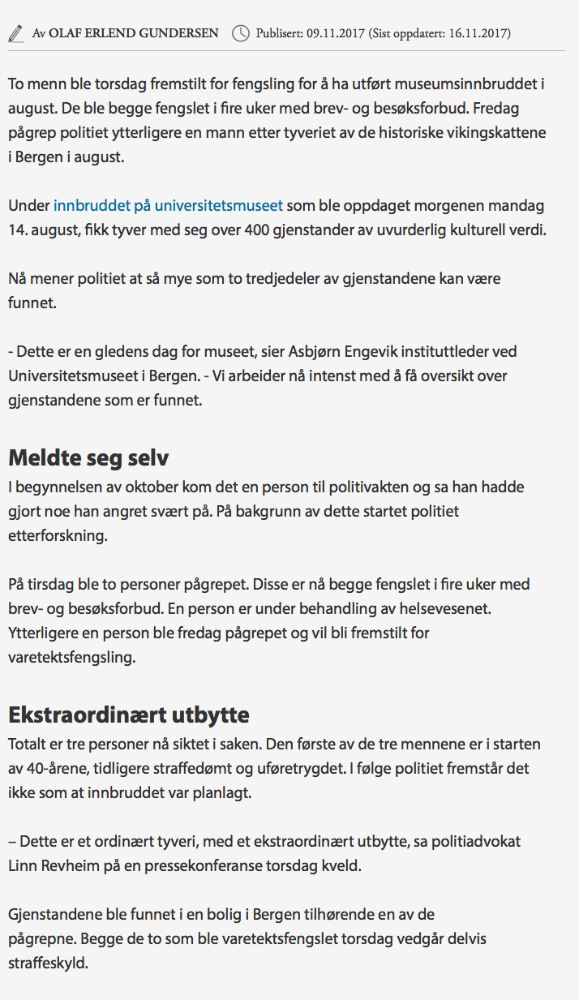 Av OLAF ERLEND GUNDERSEN Publisert: 09.11.2017 (Sist oppdatert: 16.11.2017)
To menn ble torsdag fremstilt for fengsling for å ha utført museumsinnbruddet i
august. De ble begge fengslet i fire uker med brev- og besøksforbud. Fredag
pågrep politiet ytterligere en mann etter tyveriet av de historiske vikingskattene
i Bergen i august.
Under innbruddet på universitetsmuseet som ble oppdaget morgenen mandag
14. august, fikk tyver med seg over 400 gjenstander av uvurderlig kulturell verdi.
Nå mener politiet at så mye som to tredjedeler av gjenstandene kan være
funnet.
- Dette er en gledens dag for museet, sier Asbjørn Engevik instituttleder ved
Universitetsmuseet i Bergen. - Vi arbeider nå intenst med å få oversikt over
gjenstandene som er funnet.
Meldte seg selv
I begynnelsen av oktober kom det en person til politivakten og sa han hadde
gjort noe han angret svært på. På bakgrunn av dette startet politiet
etterforskning.
På tirsdag ble to personer pågrepet. Disse er nå begge fengslet i fire uker med
brev- og besøksforbud. En person er under behandling av helsevesenet.
Ytterligere en person ble fredag pågrepet og vil bli fremstilt for
varetektsfengsling.
Ekstraordinært utbytte
Totalt er tre personer nå siktet i saken. Den første av de tre mennene er i starten
av 40-årene, tidligere straffedømt og uføretrygdet. I følge politiet fremstår det
ikke som at innbruddet var planlagt.
– Dette er et ordinært tyveri, med et ekstraordinært utbytte, sa politiadvokat
Linn Revheim på en pressekonferanse torsdag kveld.
Gjenstandene ble funnet i en bolig i Bergen tilhørende en av de
pågrepne. Begge de to som ble varetektsfengslet torsdag vedgår delvis
straffeskyld.